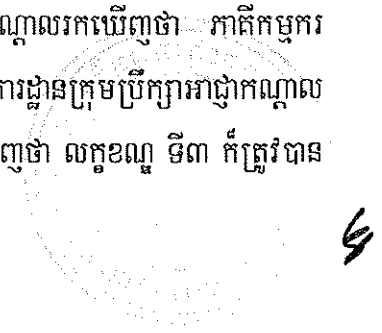 ណ្តាលរកឃើញថា ភាគីកម្មករ
ការដ្ឋានក្រុមប្រឹក្សាអាជ្ញាកណ្តាល
ញថា លក្ខខណ្ឌ ទី៣ ក៏ត្រូវបាន